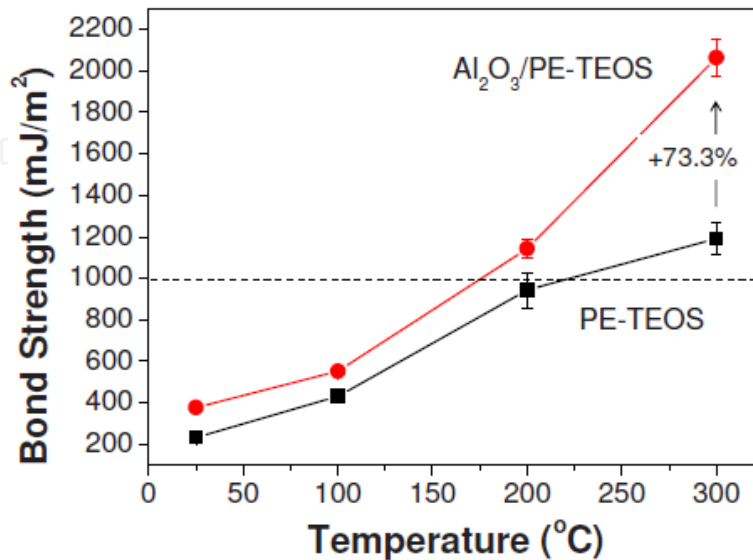 2200
2000
1800
1600
1400
1200
1000
800
600
400
200
Bond Strength (mJ/m²)
Al₂O₃/PE-TEOS
+73.3%
PE-TEOS
0 50 100 150 200 250 300
Temperature (°C)